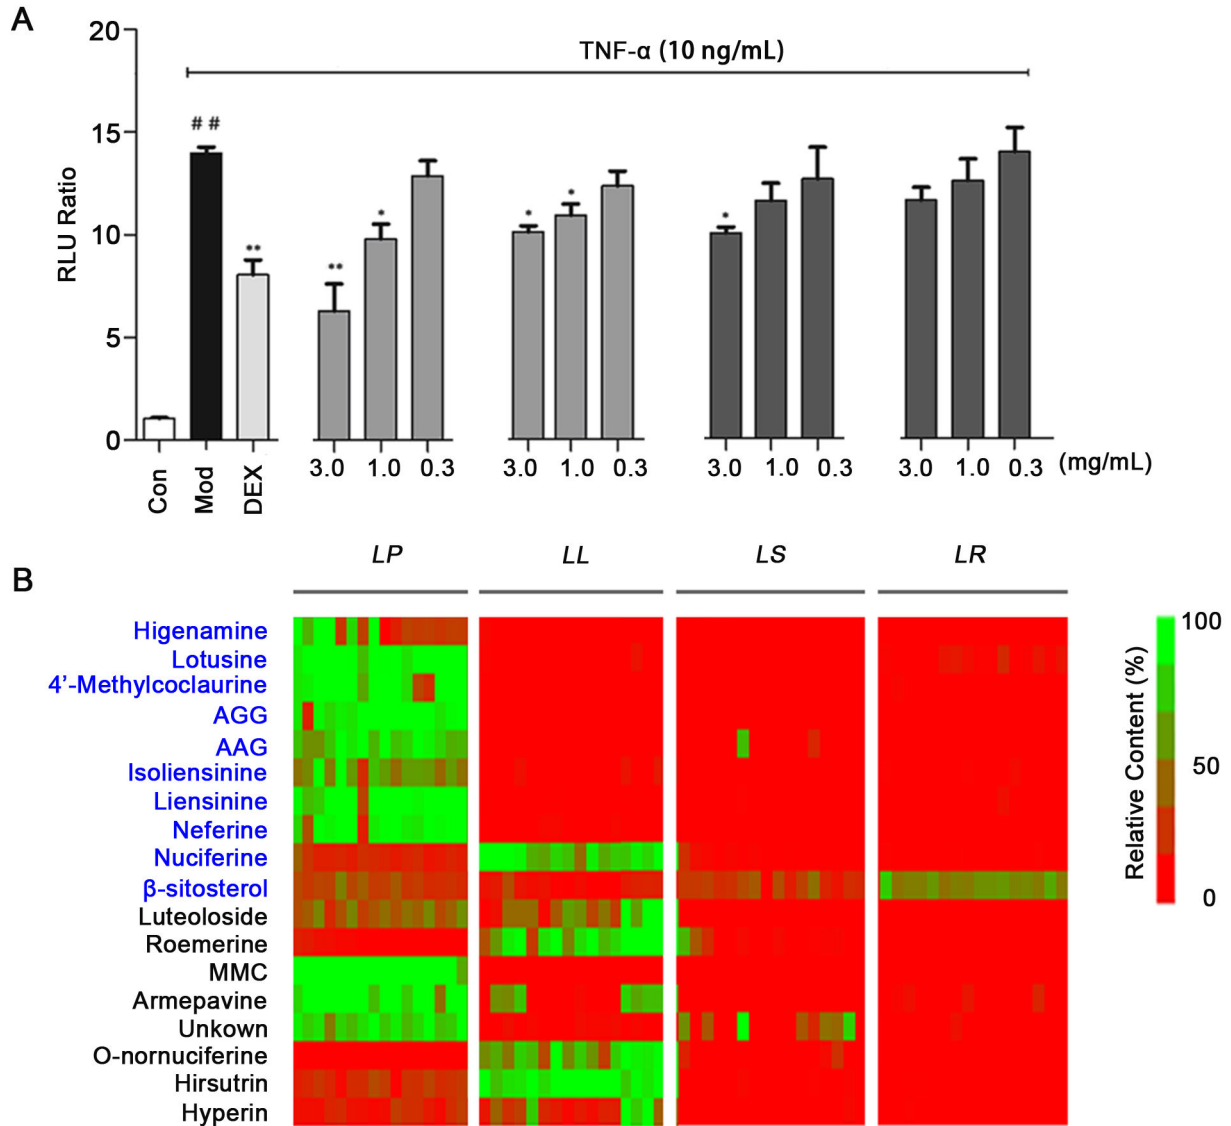 A
TNF-α (10 ng/mL)
20
15
10
5
0
RLU Ratio
# #
**
**
*
*
*
*
Con
Mod
DEX
3.0 1.0 0.3
3.0 1.0 0.3
3.0 1.0 0.3
3.0 1.0 0.3
(mg/mL)
B
LP
LL
LS
LR
Higenamine
Lotusine
4’-Methylcoclaurine
AGG
AAG
Isoliensinine
Liensinine
Neferine
Nuciferine
β-sitosterol
Luteoloside
Roemerine
MMC
Armepavine
Unkown
O-nornuciferine
Hirsutrin
Hyperin
100
50
0
Relative Content (%)